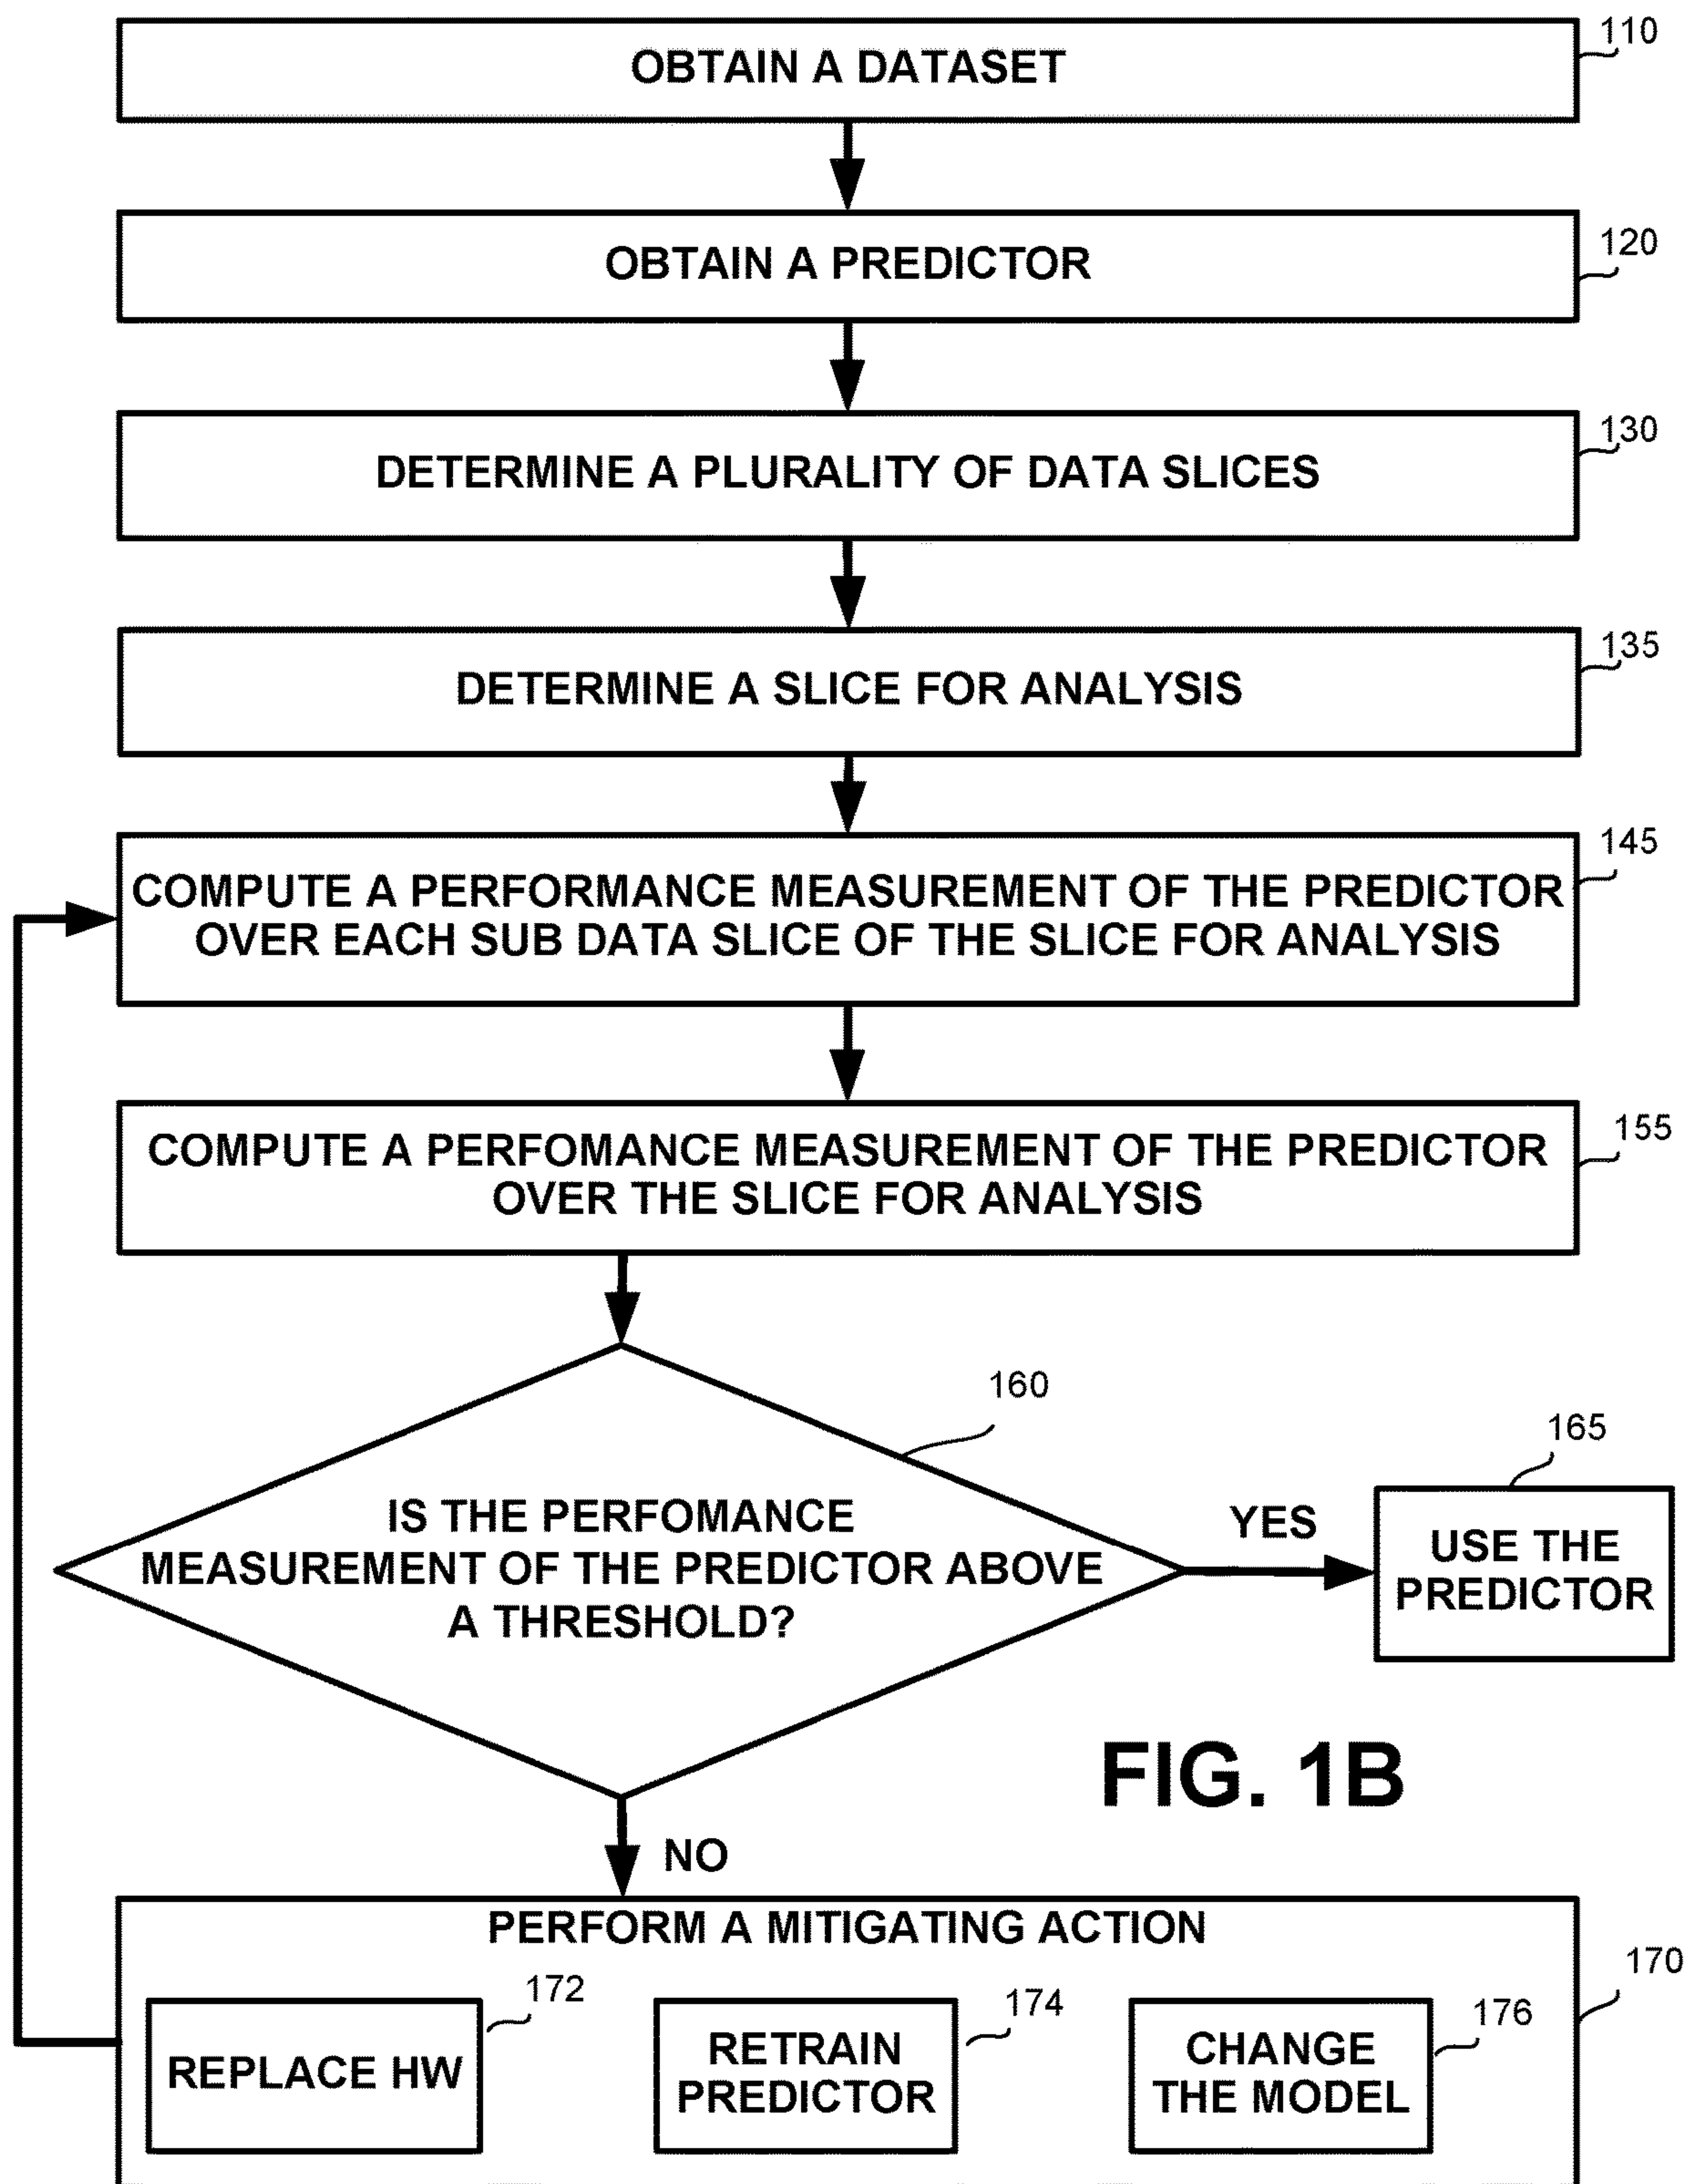 OBTAIN A DATASET
110
OBTAIN A PREDICTOR
120
DETERMINE A PLURALITY OF DATA SLICES
130
DETERMINE A SLICE FOR ANALYSIS
135
COMPUTE A PERFORMANCE MEASUREMENT OF THE PREDICTOR
OVER EACH SUB DATA SLICE OF THE SLICE FOR ANALYSIS
145
COMPUTE A PERFOMANCE MEASUREMENT OF THE PREDICTOR
OVER THE SLICE FOR ANALYSIS
155
160
IS THE PERFOMANCE
MEASUREMENT OF THE PREDICTOR ABOVE
A THRESHOLD?
YES
165
USE THE
PREDICTOR
FIG. 1B
NO
PERFORM A MITIGATING ACTION
170
172
REPLACE HW
174
RETRAIN
PREDICTOR
176
CHANGE
THE MODEL